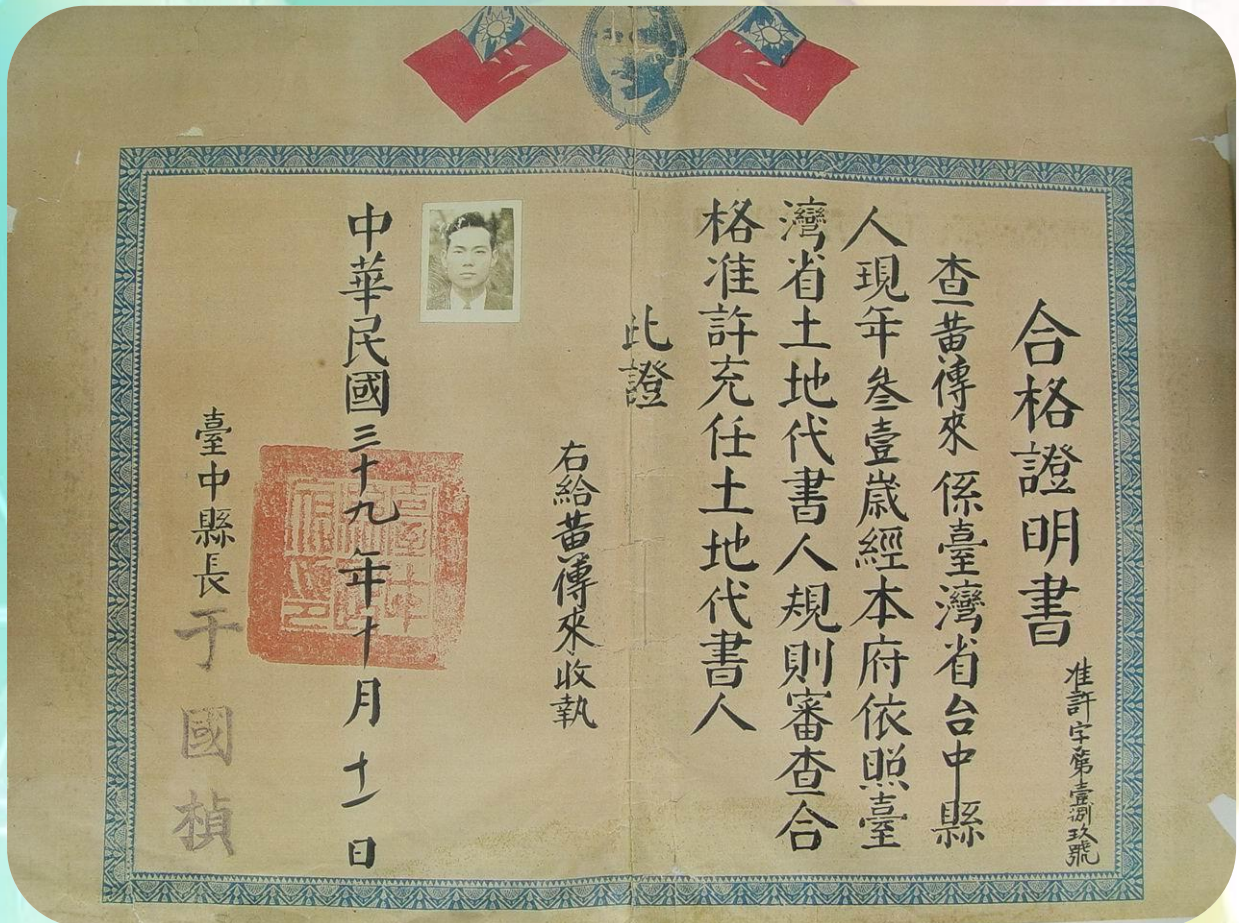 合格證明書
准許字第壹捌玖號
查黃傳來係臺灣省台中縣
人現年叁壹歲經本府依照臺
灣省土地代書人規則審查合
格准許充任土地代書人
此證
右給黃傳來收執
中華民國三十九年十月十一日
臺中縣長于國楨